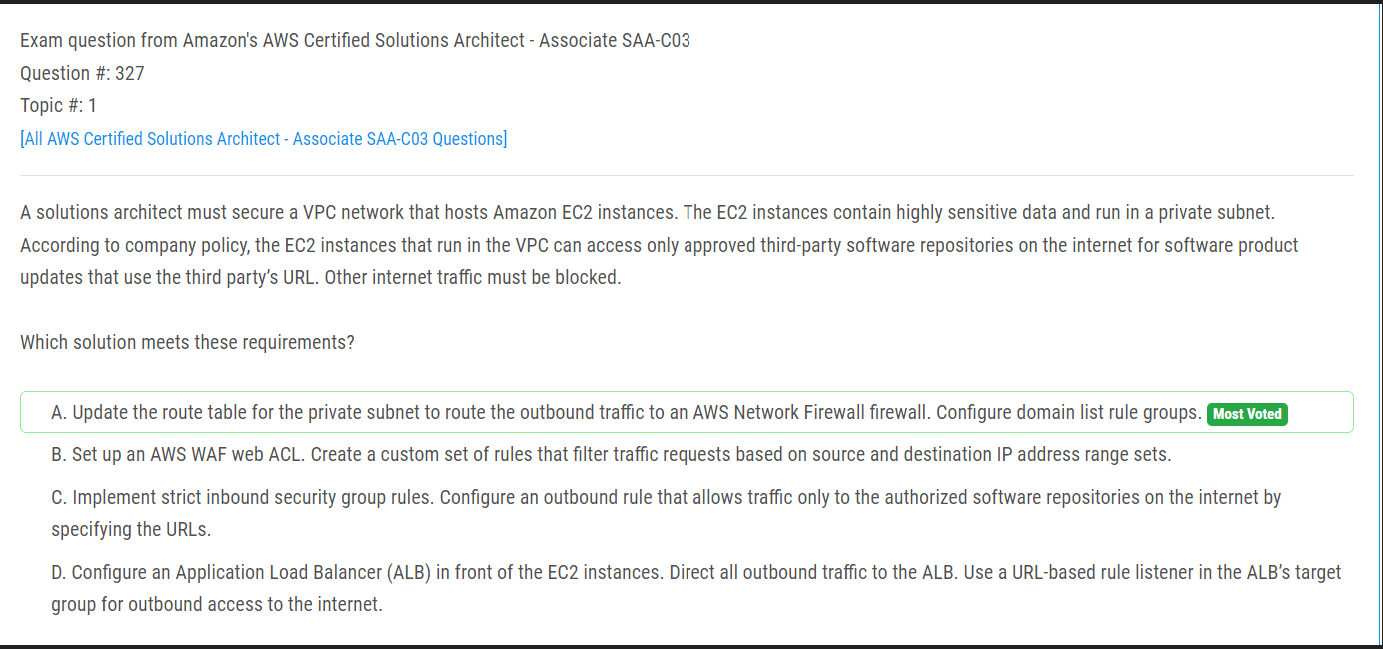 Exam question from Amazon's AWS Certified Solutions Architect - Associate SAA-C03
Question #: 327
Topic #: 1
[All AWS Certified Solutions Architect - Associate SAA-C03 Questions]
A solutions architect must secure a VPC network that hosts Amazon EC2 instances. The EC2 instances contain highly sensitive data and run in a private subnet.
According to company policy, the EC2 instances that run in the VPC can access only approved third-party software repositories on the internet for software product
updates that use the third party’s URL. Other internet traffic must be blocked.
Which solution meets these requirements?
A. Update the route table for the private subnet to route the outbound traffic to an AWS Network Firewall firewall. Configure domain list rule groups. Most Voted
B. Set up an AWS WAF web ACL. Create a custom set of rules that filter traffic requests based on source and destination IP address range sets.
C. Implement strict inbound security group rules. Configure an outbound rule that allows traffic only to the authorized software repositories on the internet by
specifying the URLs.
D. Configure an Application Load Balancer (ALB) in front of the EC2 instances. Direct all outbound traffic to the ALB. Use a URL-based rule listener in the ALB’s target
group for outbound access to the internet.